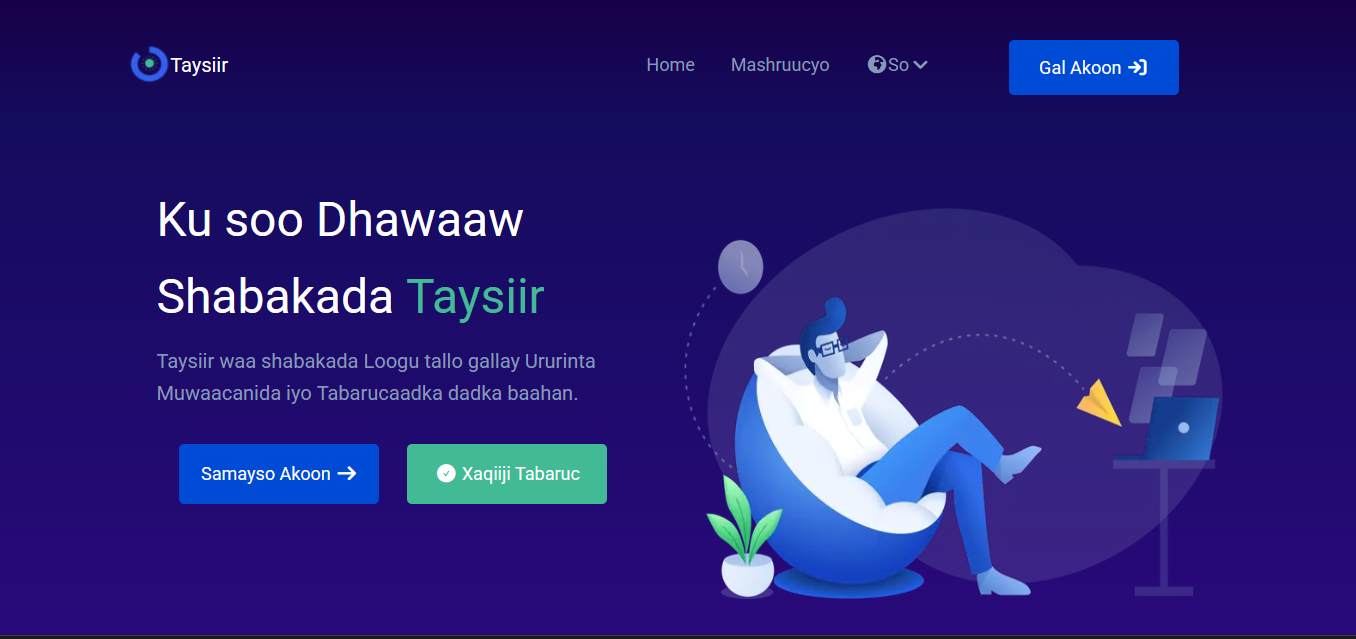 Taysiir
Home
Mashruucyo
So
Gal Akoon
Ku soo Dhawaaw
Shabakada Taysiir
Taysiir waa shabakada Loogu tallo gallay Ururinta
Muwaacanida iyo Tabarucaadka dadka baahan.
Samayso Akoon
Xaqiiji Tabaruc